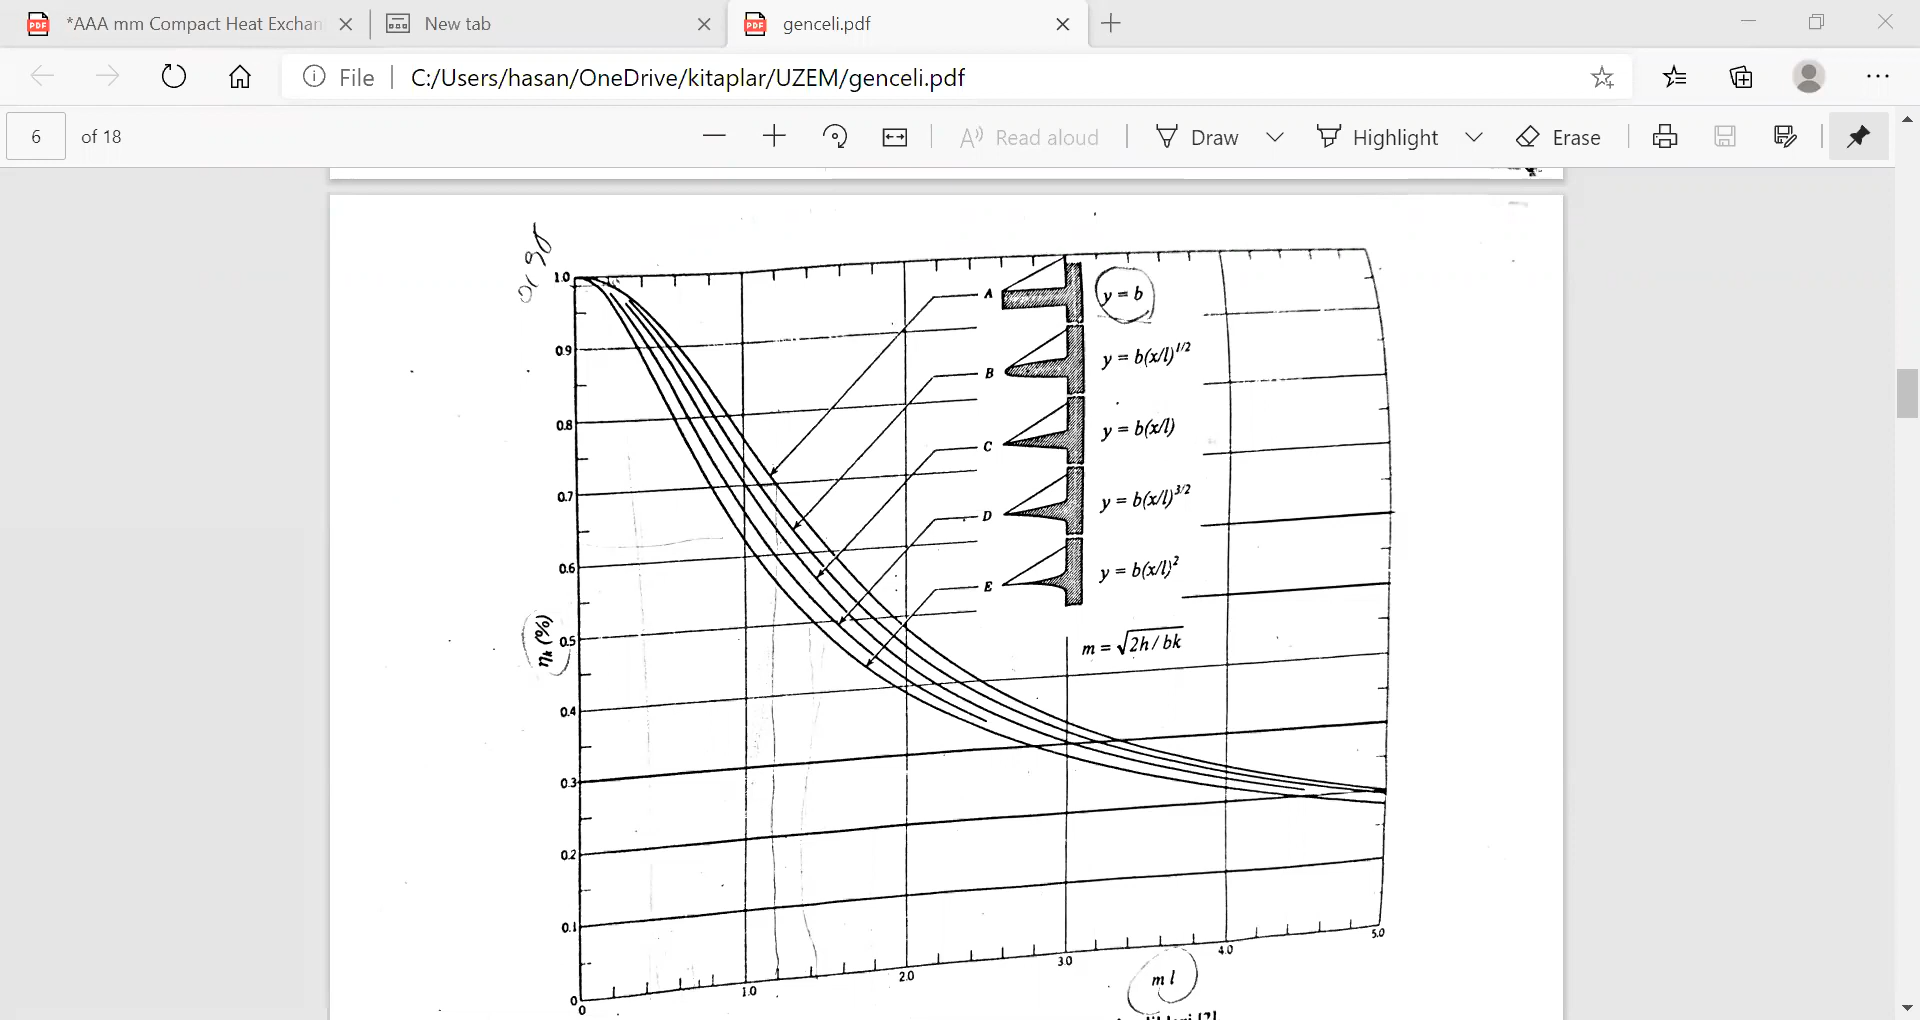 *AAA mm Compact Heat Exchan
New tab
genceli.pdf
File
C:/Users/hasan/OneDrive/kitaplar/UZEM/genceli.pdf
6 of 18
Read aloud
Draw
Highlight
Erase
1.0
0.9
0.8
0.7
0.6
0.5
0.4
0.3
0.2
0.1
0
ηk (%)
A y = b
B y = b(x/l)^1/2
C y = b(x/l)
D y = b(x/l)^3/2
E y = b(x/l)^2
m = √2h / bk
0 1.0 2.0 3.0 4.0 5.0
m l